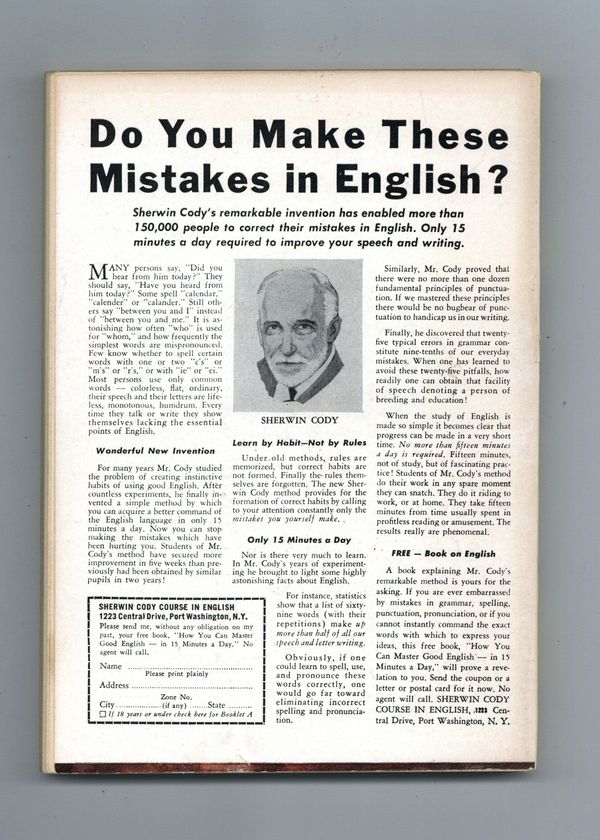 Do You Make These
Mistakes in English?
Sherwin Cody's remarkable invention has enabled more than
150,000 people to correct their mistakes in English. Only 15
minutes a day required to improve your speech and writing.
MANY persons say, "Did you
hear from him today?" They
should say, "Have you heard from
him today?" Some spell "calendar,"
"calender" or "calander." Still oth-
ers say "between you and I" instead
of "between you and me." It is as-
tonishing how often "who" is used
for "whom," and how frequently the
simplest words are mispronounced.
Few know whether to spell certain
words with one or two "c's" or
"m's" or "r's," or with "ie" or "ei."
Most persons use only common
words — colorless, flat, ordinary,
their speech and their letters are life-
less, monotonous, humdrum. Every
time they talk or write they show
themselves lacking the essential
points of English.
Wonderful New Invention
For many years Mr. Cody studied
the problem of creating instinctive
habits of using good English. After
countless experiments, he finally in-
vented a simple method by which
you can acquire a better command of
the English language in only 15
minutes a day. Now you can stop
making the mistakes which have
been hurting you. Students of Mr.
Cody's method have secured more
improvement in five weeks than pre-
viously had been obtained by similar
pupils in two years!
SHERWIN CODY COURSE IN ENGLISH
1223 Central Drive, Port Washington, N.Y.
Please send me, without any obligation on my
part, your free book, "How You Can Master
Good English — in 15 Minutes a Day." No
agent will call.
Name
Please print plainly
Address
Zone No.
City (if any) State
If 18 years or under check here for Booklet A
SHERWIN CODY
Learn by Habit—Not by Rules
Under old methods, rules are
memorized, but correct habits are
not formed. Finally the rules them-
selves are forgotten. The new Sher-
win Cody method provides for the
formation of correct habits by calling
to your attention constantly only the
mistakes you yourself make.
Only 15 Minutes a Day
Nor is there very much to learn.
In Mr. Cody's years of experiment-
ing he brought to light some highly
astonishing facts about English.
For instance, statistics
show that a list of sixty-
nine words (with their
repetitions) make up
more than half of all our
speech and letter writing.
Obviously, if one
could learn to spell, use,
and pronounce these
words correctly, one
would go far toward
eliminating incorrect
spelling and pronuncia-
tion.
Similarly, Mr. Cody proved that
there were no more than one dozen
fundamental principles of punctua-
tion. If we mastered these principles
there would be no bugbear of punc-
tuation to handicap us in our writing.
Finally, he discovered that twenty-
five typical errors in grammar con-
stitute nine-tenths of our everyday
mistakes. When one has learned to
avoid these twenty-five pitfalls, how
readily one can obtain that facility
of speech denoting a person of
breeding and education!
When the study of English is
made so simple it becomes clear that
progress can be made in a very short
time. No more than fifteen minutes
a day is required. Fifteen minutes,
not of study, but of fascinating prac-
tice! Students of Mr. Cody's method
do their work in any spare moment
they can snatch. They do it riding to
work, or at home. They take fifteen
minutes from time usually spent in
profitless reading or amusement. The
results really are phenomenal.
FREE — Book on English
A book explaining Mr. Cody's
remarkable method is yours for the
asking. If you are ever embarrassed
by mistakes in grammar, spelling,
punctuation, pronunciation, or if you
cannot instantly command the exact
words with which to express your
ideas, this free book, "How You
Can Master Good English — in 15
Minutes a Day," will prove a reve-
lation to you. Send the coupon or a
letter or postal card for it now. No
agent will call. SHERWIN CODY
COURSE IN ENGLISH, 1223 Cen-
tral Drive, Port Washington, N. Y.